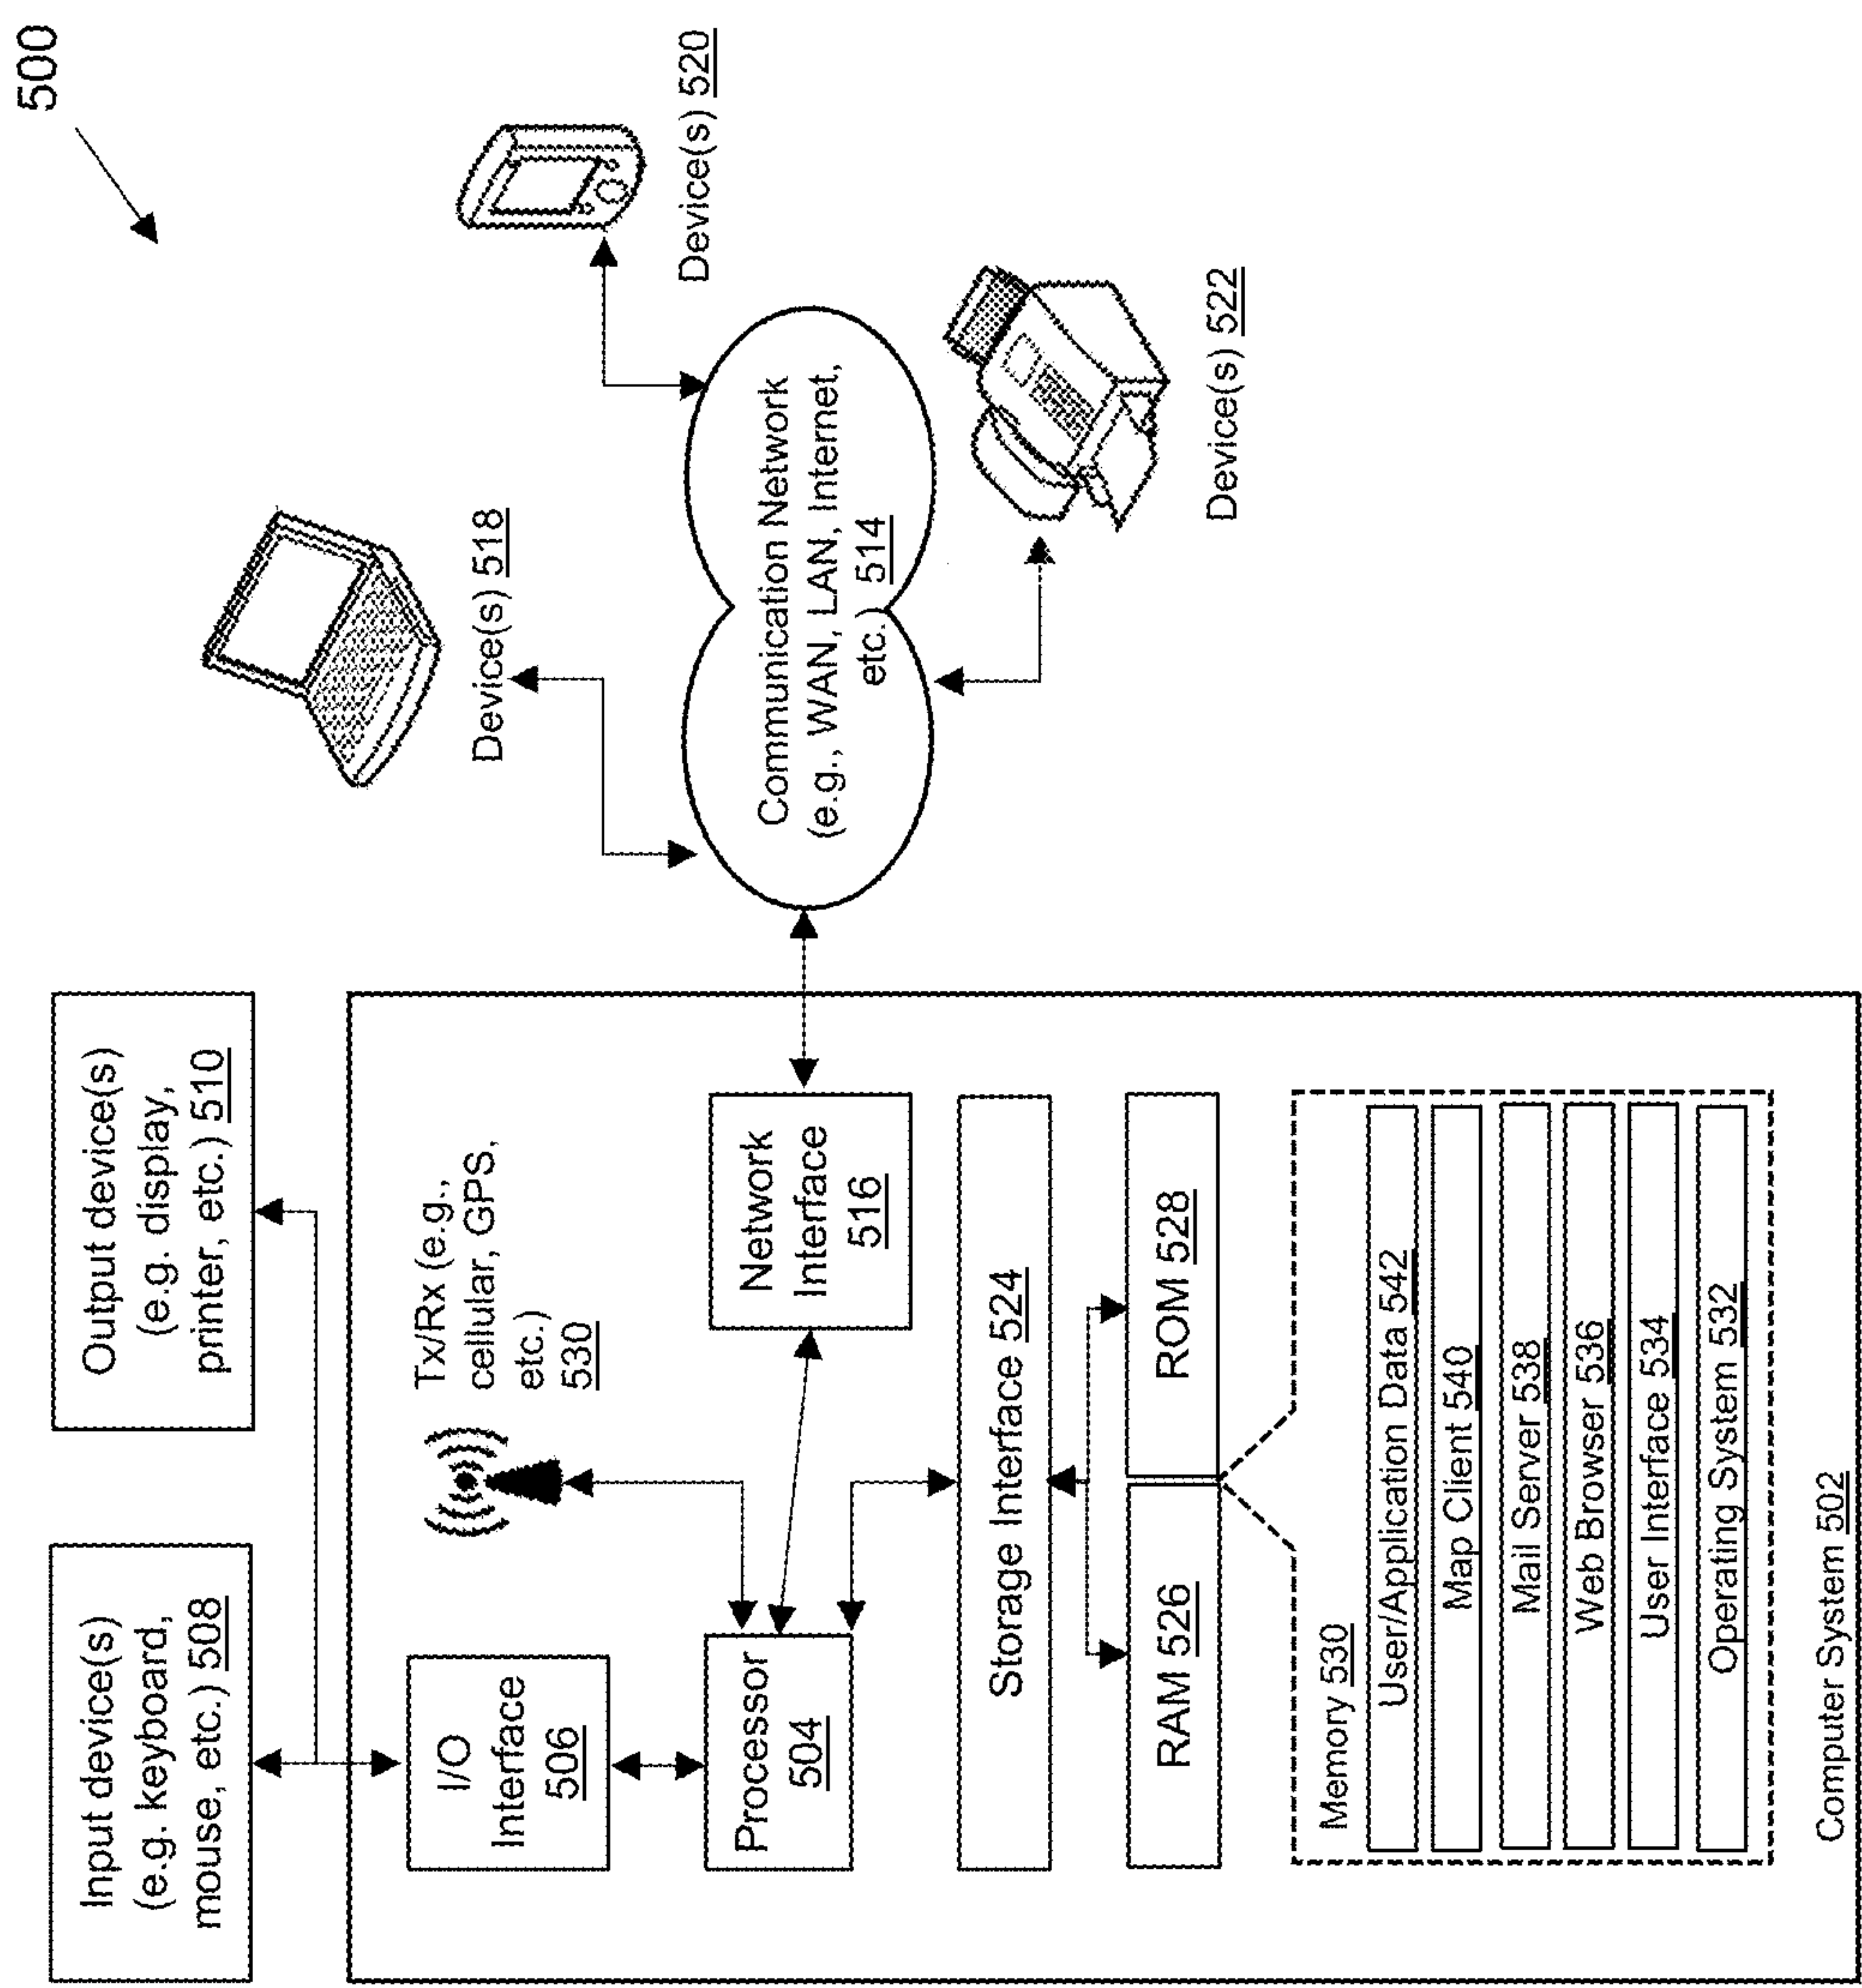 500
Input device(s)
(e.g. keyboard,
mouse, etc.) 508
Output device(s)
(e.g. display,
printer, etc.) 510
I/O
Interface
506
Tx/Rx (e.g.,
cellular, GPS,
etc.)
530
Processor
504
Network
Interface
516
Storage Interface 524
RAM 526
ROM 528
Memory 530
User/Application Data 542
Map Client 540
Mail Server 538
Web Browser 536
User Interface 534
Operating System 532
Computer System 502
Device(s) 518
Device(s) 520
Communication Network
(e.g., WAN, LAN, Internet,
etc.) 514
Device(s) 522